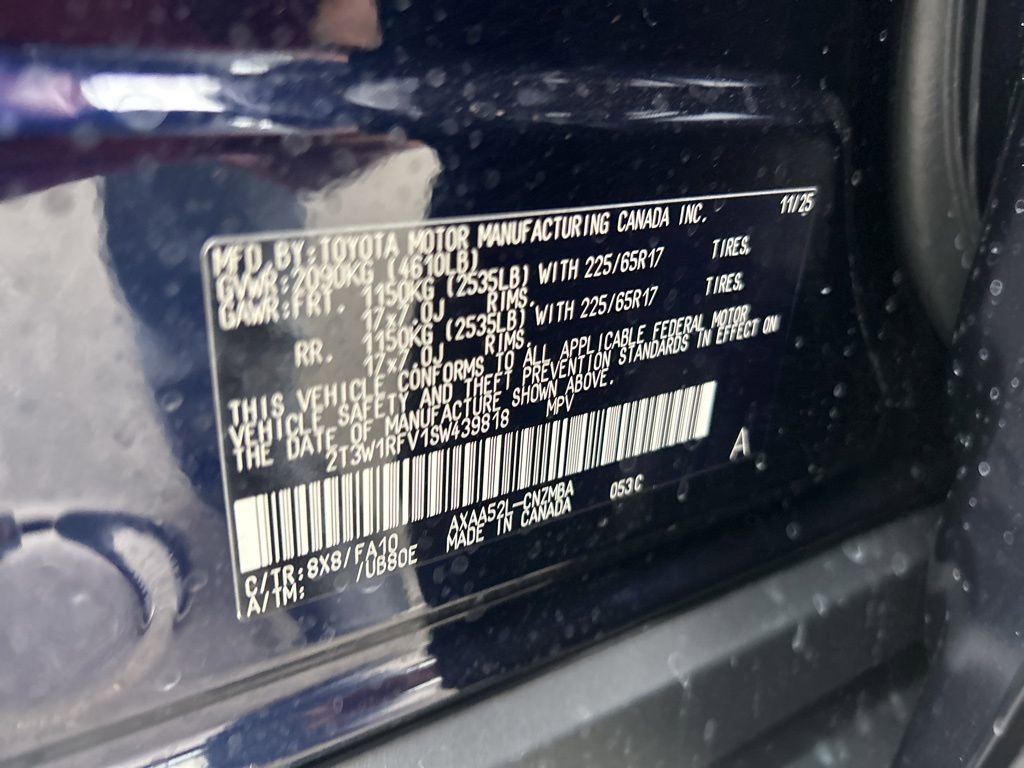 MFD BY:TOYOTA MOTOR MANUFACTURING CANADA INC. 11/25
GVWR:2090KG (4610LB)
GAWR:FRT. 1150KG (2535LB) WITH 225/65R17 TIRES,
17x7.0J RIMS.
RR. 1150KG (2535LB) WITH 225/65R17 TIRES,
17x7.0J RIMS.
THIS VEHICLE CONFORMS TO ALL APPLICABLE FEDERAL MOTOR
VEHICLE SAFETY AND THEFT PREVENTION STANDARDS IN EFFECT ON
THE DATE OF MANUFACTURE SHOWN ABOVE.
2T3W1RFV1SW439818 MPV
A
C/TR:8X8/FA10 AXAA52L-CNZMBA 053C
A/TM: /UB80E MADE IN CANADA